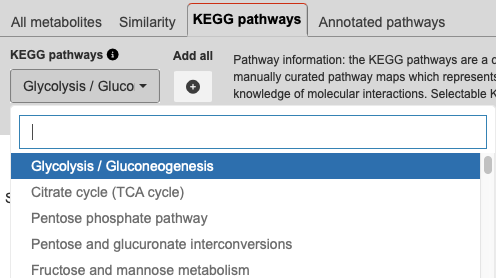 All metabolites Similarity KEGG pathways Annotated pathways
KEGG pathways Add all
Pathway information: the KEGG pathways are a
manually curated pathway maps which represents
knowledge of molecular interactions. Selectable
Glycolysis / Gluco
Glycolysis / Gluconeogenesis
Citrate cycle (TCA cycle)
Pentose phosphate pathway
Pentose and glucuronate interconversions
Fructose and mannose metabolism